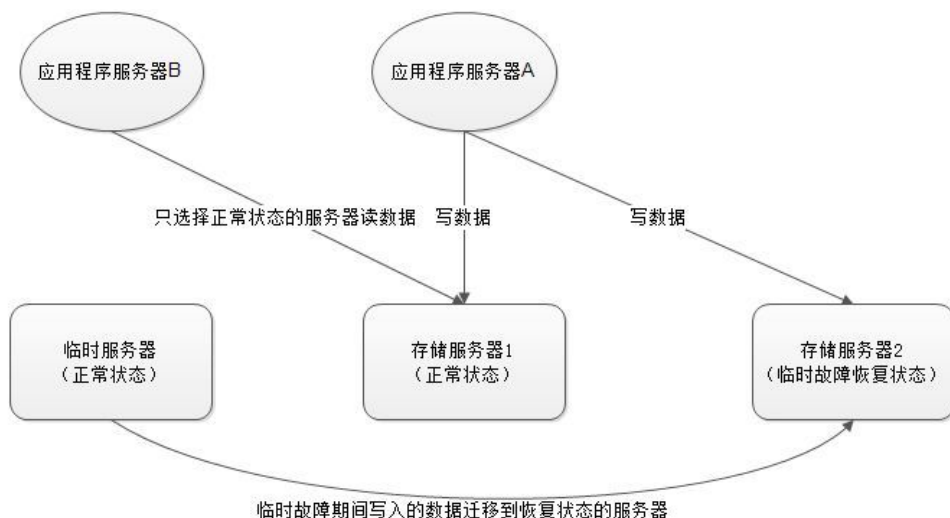 应用程序服务器B
应用程序服务器A
只选择正常状态的服务器读数据
写数据
写数据
临时服务器
（正常状态）
存储服务器1
（正常状态）
存储服务器2
（临时故障恢复状态）
临时故障期间写入的数据迁移到恢复状态的服务器